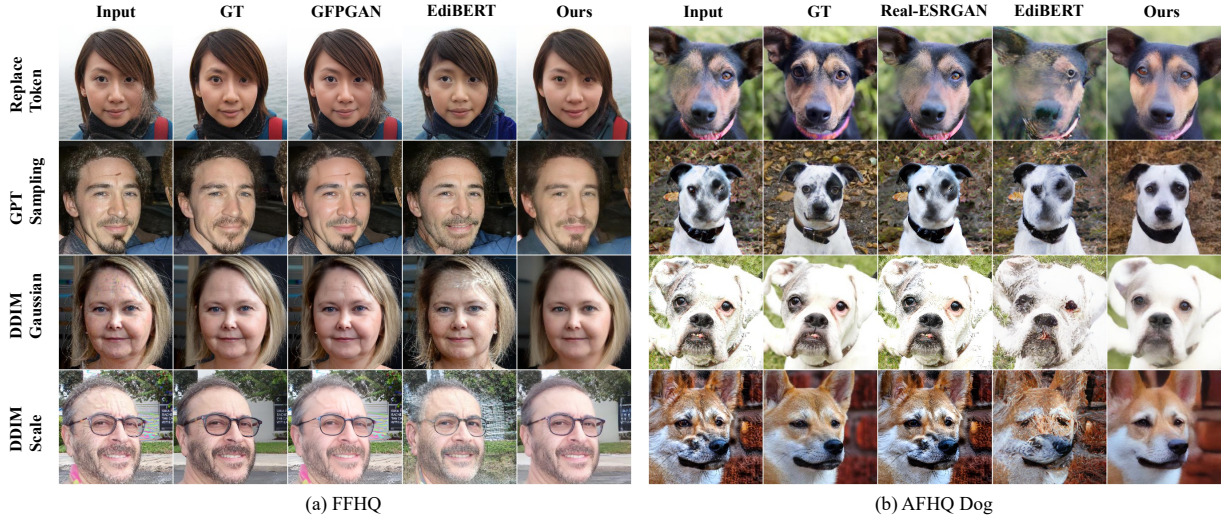 Input GT GFPGAN EdiBERT Ours Input GT Real-ESRGAN EdiBERT Ours
Replace
Token
GPT
Sampling
DDIM
Gaussian
DDIM
Scale
(a) FFHQ (b) AFHQ Dog